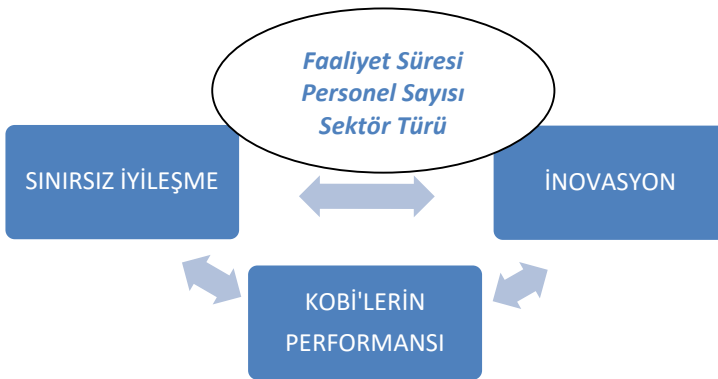 Faaliyet Süresi
Personel Sayısı
Sektör Türü
SINIRSIZ İYİLEŞME
İNOVASYON
KOBİ'LERİN
PERFORMANSI